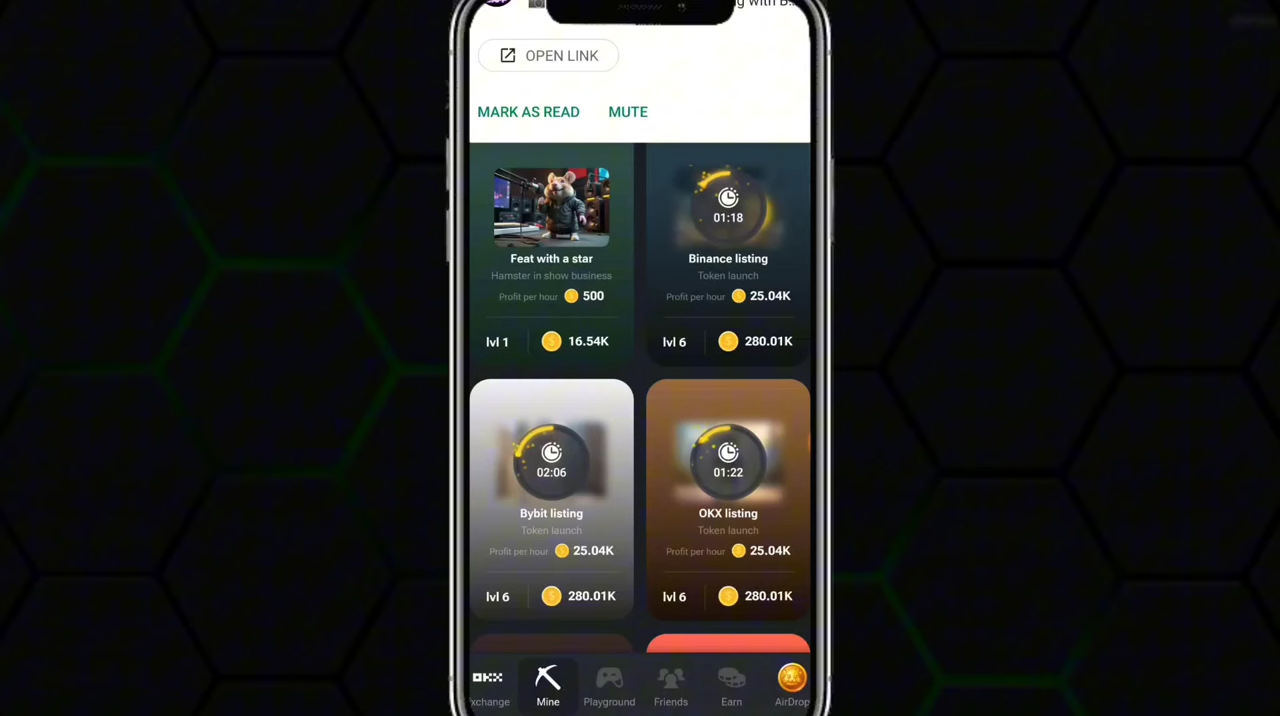 g with B...
OPEN LINK
MARK AS READ MUTE
01:18
Feat with a star
Hamster in show business
Profit per hour 500
lvl 1 16.54K
Binance listing
Token launch
Profit per hour 25.04K
lvl 6 280.01K
02:06
Bybit listing
Token launch
Profit per hour 25.04K
lvl 6 280.01K
01:22
OKX listing
Token launch
Profit per hour 25.04K
lvl 6 280.01K
OKX
xchange Mine Playground Friends Earn AirDrop